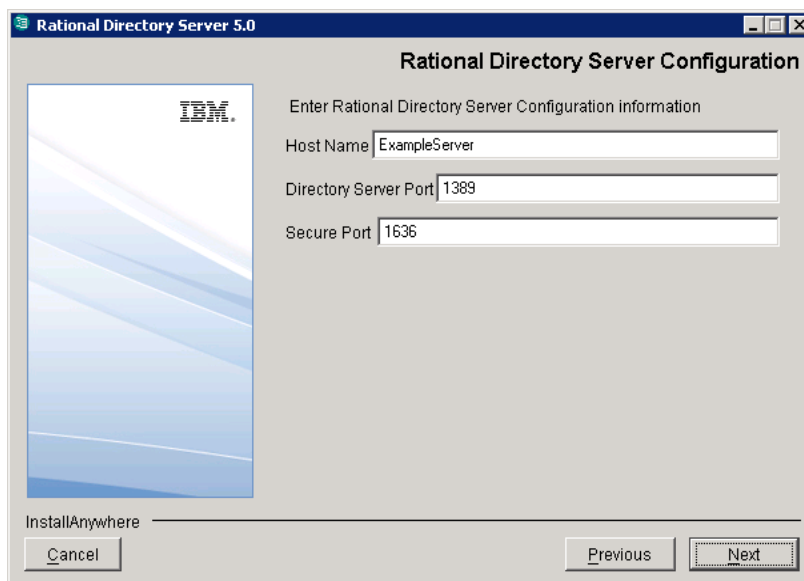 Rational Directory Server 5.0
Rational Directory Server Configuration
IBM.
Enter Rational Directory Server Configuration information
Host Name ExampleServer
Directory Server Port 1389
Secure Port 1636
InstallAnywhere
Cancel Previous Next